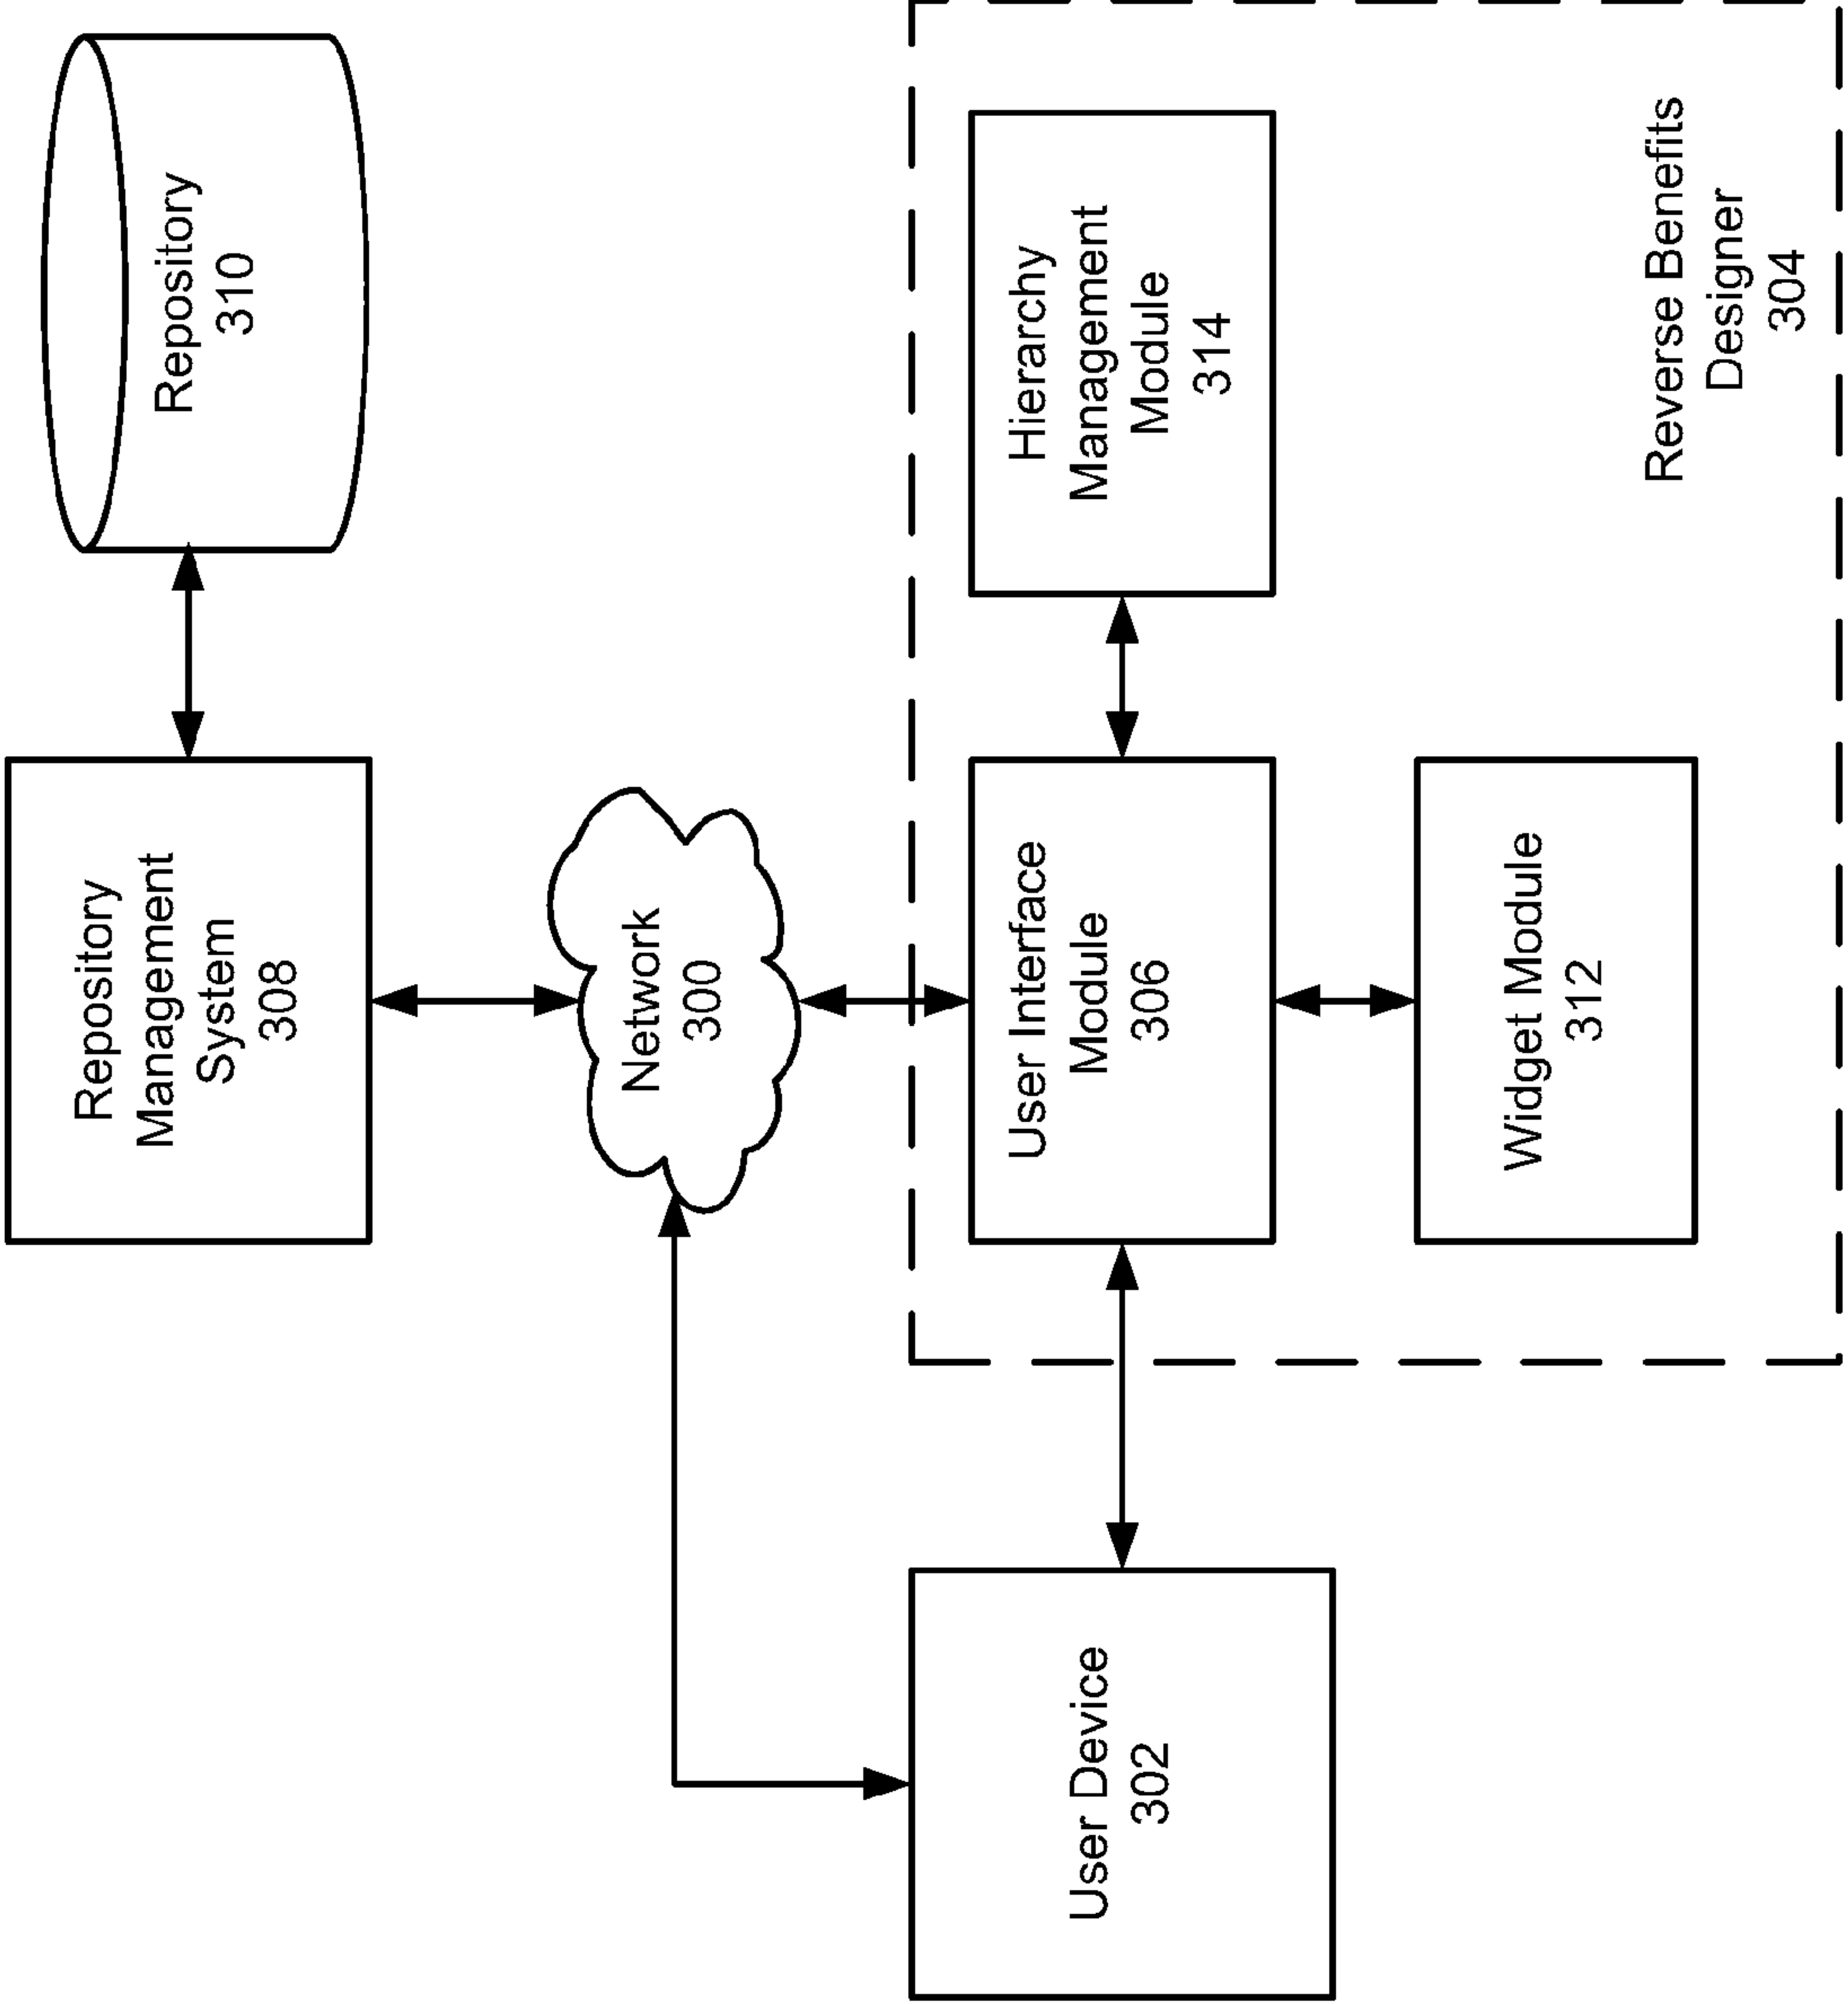 Repository
Management
System
308
Repository
310
Network
300
User Device
302
User Interface
Module
306
Hierarchy
Management
Module
314
Widget Module
312
Reverse Benefits
Designer
304